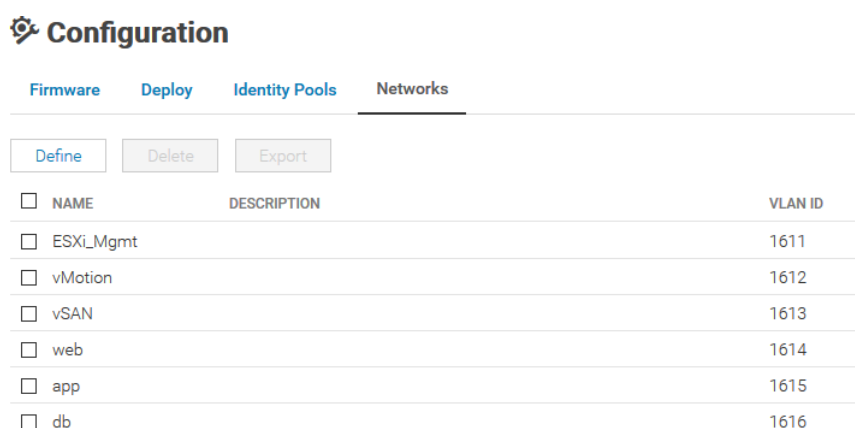 Configuration
Firmware Deploy Identity Pools Networks
Define Delete Export
NAME DESCRIPTION VLAN ID
ESXi_Mgmt 1611
vMotion 1612
vSAN 1613
web 1614
app 1615
db 1616